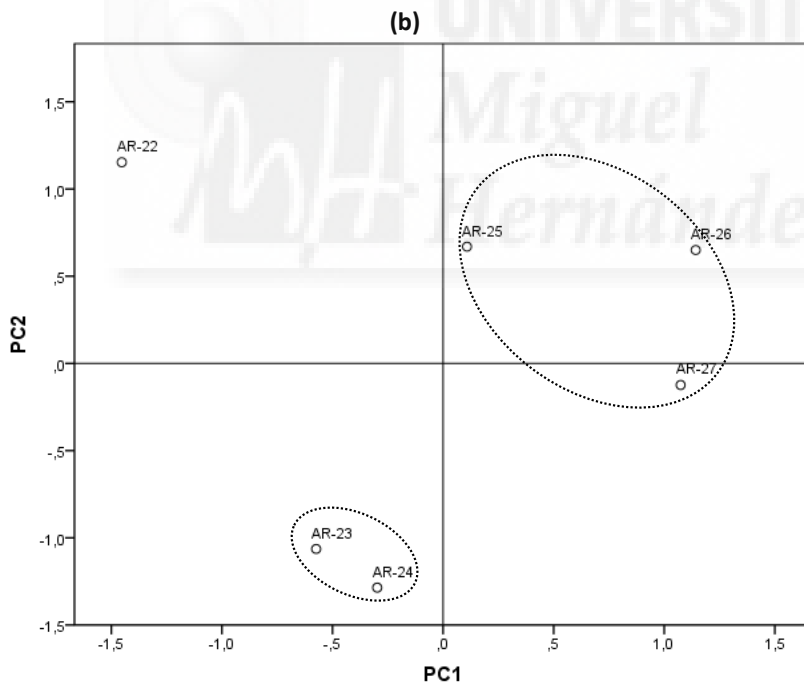 (b)
UNIVERSIT
Miguel
Hernánde
1,5
AR-22
1,0
AR-25
AR-26
,5
PC2
,0
AR-27
-,5
AR-23
-1,0
AR-24
-1,5
-1,5
-1,0
-,5
,0
,5
1,0
1,5
PC1